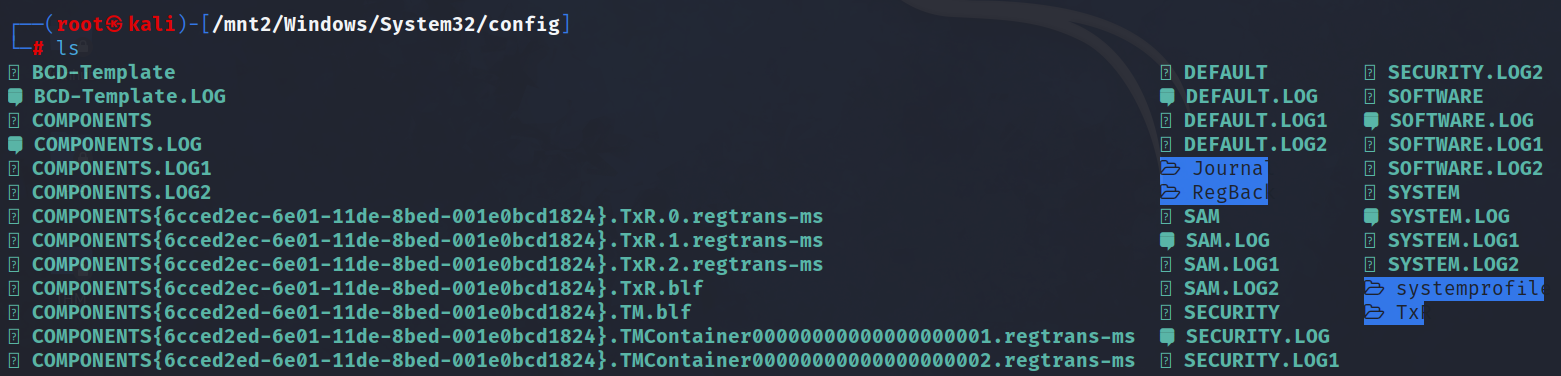 ┌──(root㉿kali)-[/mnt2/Windows/System32/config]
└─# ls
BCD-Template DEFAULT SECURITY.LOG2
BCD-Template.LOG DEFAULT.LOG SOFTWARE
COMPONENTS DEFAULT.LOG1 SOFTWARE.LOG
COMPONENTS.LOG DEFAULT.LOG2 SOFTWARE.LOG1
COMPONENTS.LOG1 Journa SOFTWARE.LOG2
COMPONENTS.LOG2 RegBac SYSTEM
COMPONENTS{6cced2ec-6e01-11de-8bed-001e0bcd1824}.TxR.0.regtrans-ms SAM SYSTEM.LOG
COMPONENTS{6cced2ec-6e01-11de-8bed-001e0bcd1824}.TxR.1.regtrans-ms SAM.LOG SYSTEM.LOG1
COMPONENTS{6cced2ec-6e01-11de-8bed-001e0bcd1824}.TxR.2.regtrans-ms SAM.LOG1 SYSTEM.LOG2
COMPONENTS{6cced2ec-6e01-11de-8bed-001e0bcd1824}.TxR.blf SAM.LOG2 systemprofile
COMPONENTS{6cced2ed-6e01-11de-8bed-001e0bcd1824}.TM.blf SECURITY Tx
COMPONENTS{6cced2ed-6e01-11de-8bed-001e0bcd1824}.TMContainer00000000000000000001.regtrans-ms SECURITY.LOG
COMPONENTS{6cced2ed-6e01-11de-8bed-001e0bcd1824}.TMContainer00000000000000000002.regtrans-ms SECURITY.LOG1